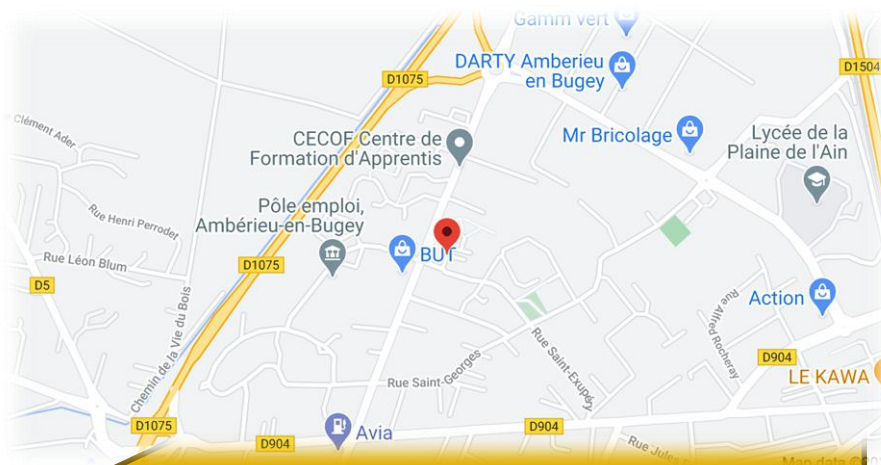 Gamm vert
DARTY Amberieu
en Bugey
D1075
D1504
CECOF Centre de
Formation d'Apprentis
Mr Bricolage
Lycée de la
Plaine de l'Ain
Clément Ader
Rue Henri Perrodet
Pôle emploi,
Ambérieu-en-Bugey
BUT
Rue Léon Blum
D1075
D5
Action
Chemin de la Vie du Bois
Rue Saint-Georges
Rue Saint-Exupéry
Rue Alfred Rocheray
D904
LE KAWA
D1075
Avia
D904
D904
Rue Jules
Map data ©20